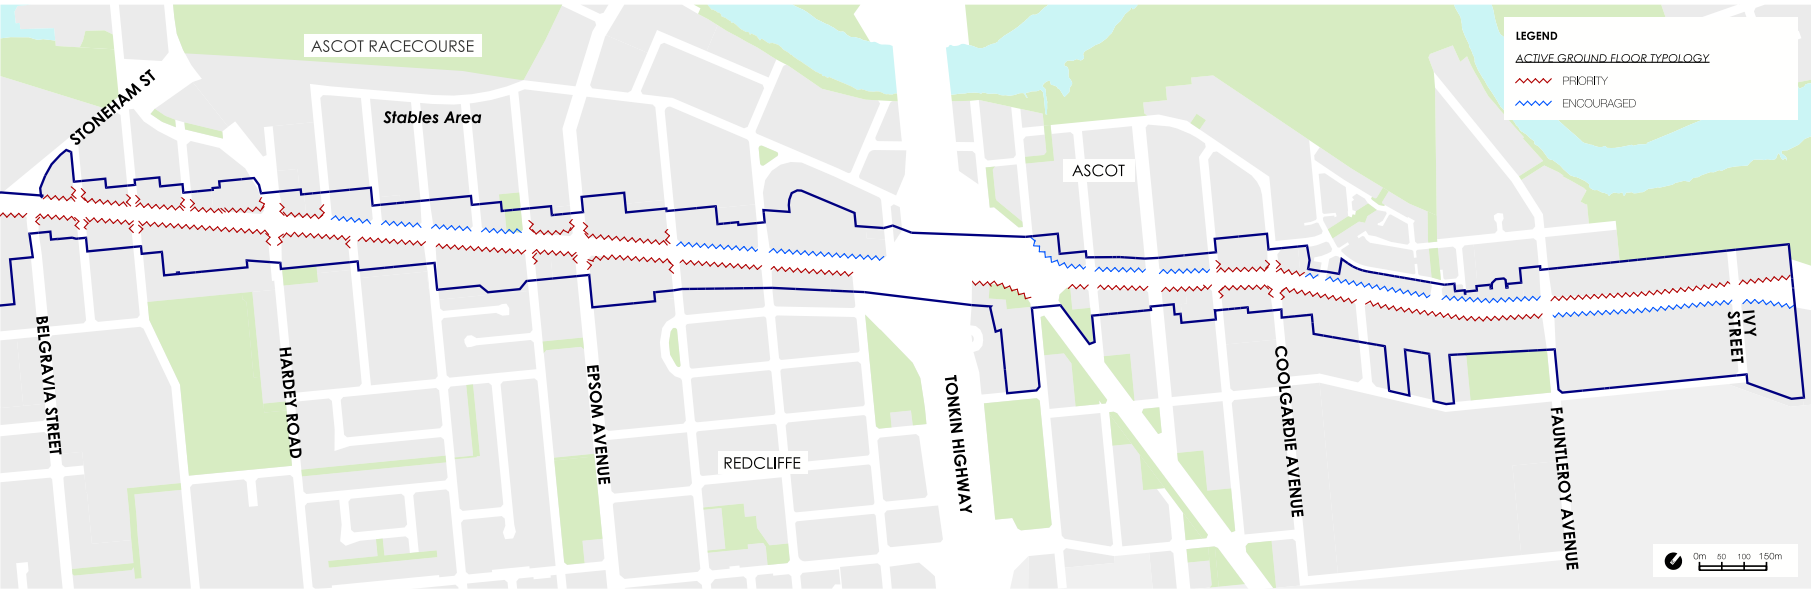 ASCOT RACECOURSE
STONEHAM ST
Stables Area
ASCOT
LEGEND
ACTIVE GROUND FLOOR TYPOLOGY
PRIORITY
ENCOURAGED
BELGRAVIA STREET
HARDEY ROAD
EPSOM AVENUE
REDCLIFFE
TONKIN HIGHWAY
COOLGARDIE AVENUE
FAUNTLEROY AVENUE
IVY
STREET
0m 50 100 150m